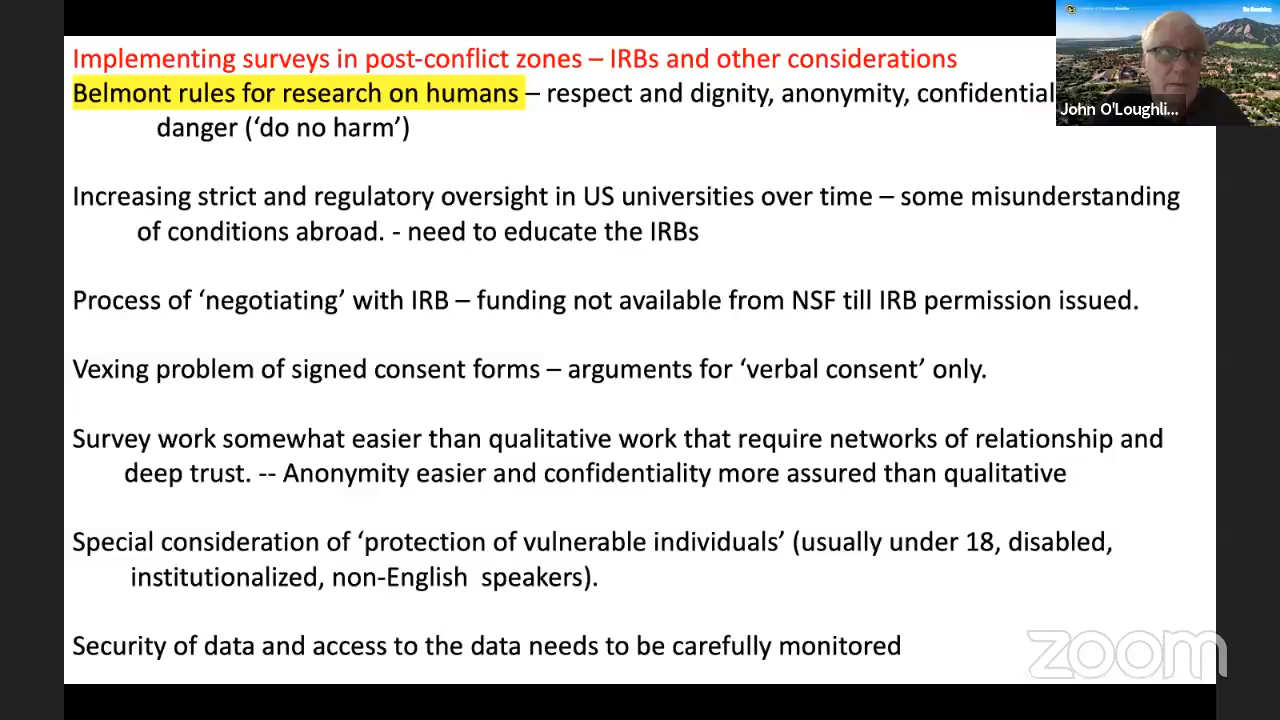 Implementing surveys in post-conflict zones – IRBs and other considerations
Belmont rules for research on humans – respect and dignity, anonymity, confidential
danger (‘do no harm’)
Increasing strict and regulatory oversight in US universities over time – some misunderstanding
of conditions abroad. - need to educate the IRBs
Process of ‘negotiating’ with IRB – funding not available from NSF till IRB permission issued.
Vexing problem of signed consent forms – arguments for ‘verbal consent’ only.
Survey work somewhat easier than qualitative work that require networks of relationship and
deep trust. -- Anonymity easier and confidentiality more assured than qualitative
Special consideration of ‘protection of vulnerable individuals’ (usually under 18, disabled,
institutionalized, non-English speakers).
Security of data and access to the data needs to be carefully monitored
John O'Loughli...
zoom